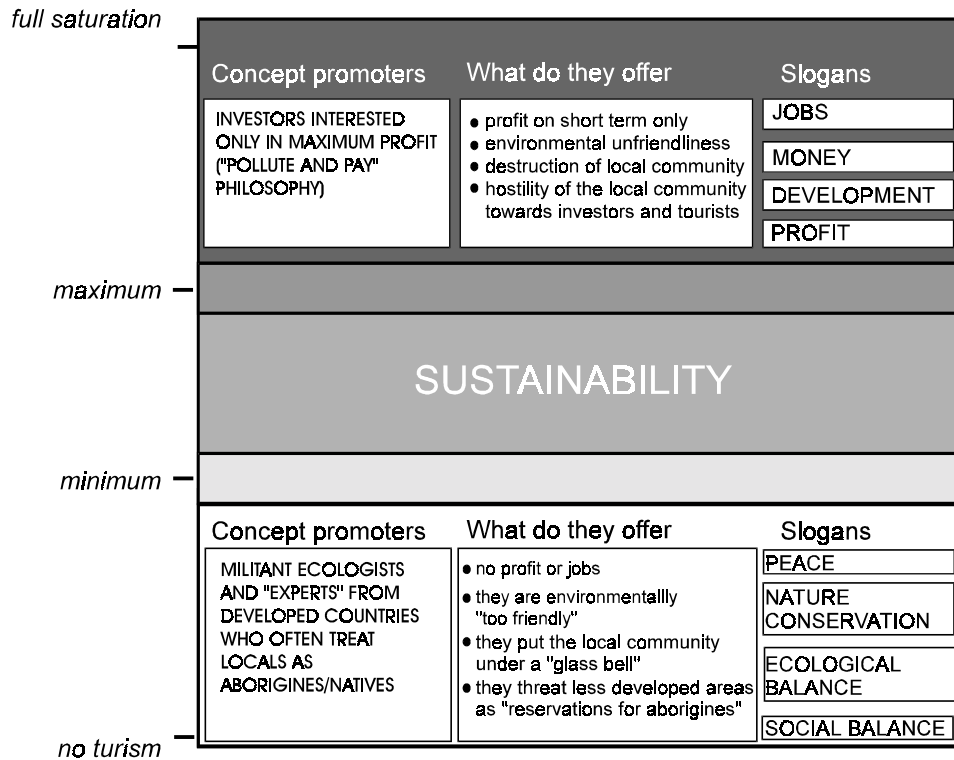 full saturation
Concept promoters
What do they offer
Slogans
INVESTORS INTERESTED
ONLY IN MAXIMUM PROFIT
("POLLUTE AND PAY"
PHILOSOPHY)
• profit on short term only
• environmental unfriendliness
• destruction of local community
• hostility of the local community
towards investors and tourists
JOBS
MONEY
DEVELOPMENT
PROFIT
maximum
SUSTAINABILITY
minimum
Concept promoters
What do they offer
Slogans
MILITANT ECOLOGISTS
AND "EXPERTS" FROM
DEVELOPED COUNTRIES
WHO OFTEN TREAT
LOCALS AS
ABORIGINES/NATIVES
• no profit or jobs
• they are environmentallly
"too friendly"
• they put the local community
under a "glass bell"
• they threat less developed areas
as "reservations for aborigines"
PEACE
NATURE
CONSERVATION
ECOLOGICAL
BALANCE
SOCIAL BALANCE
no turism